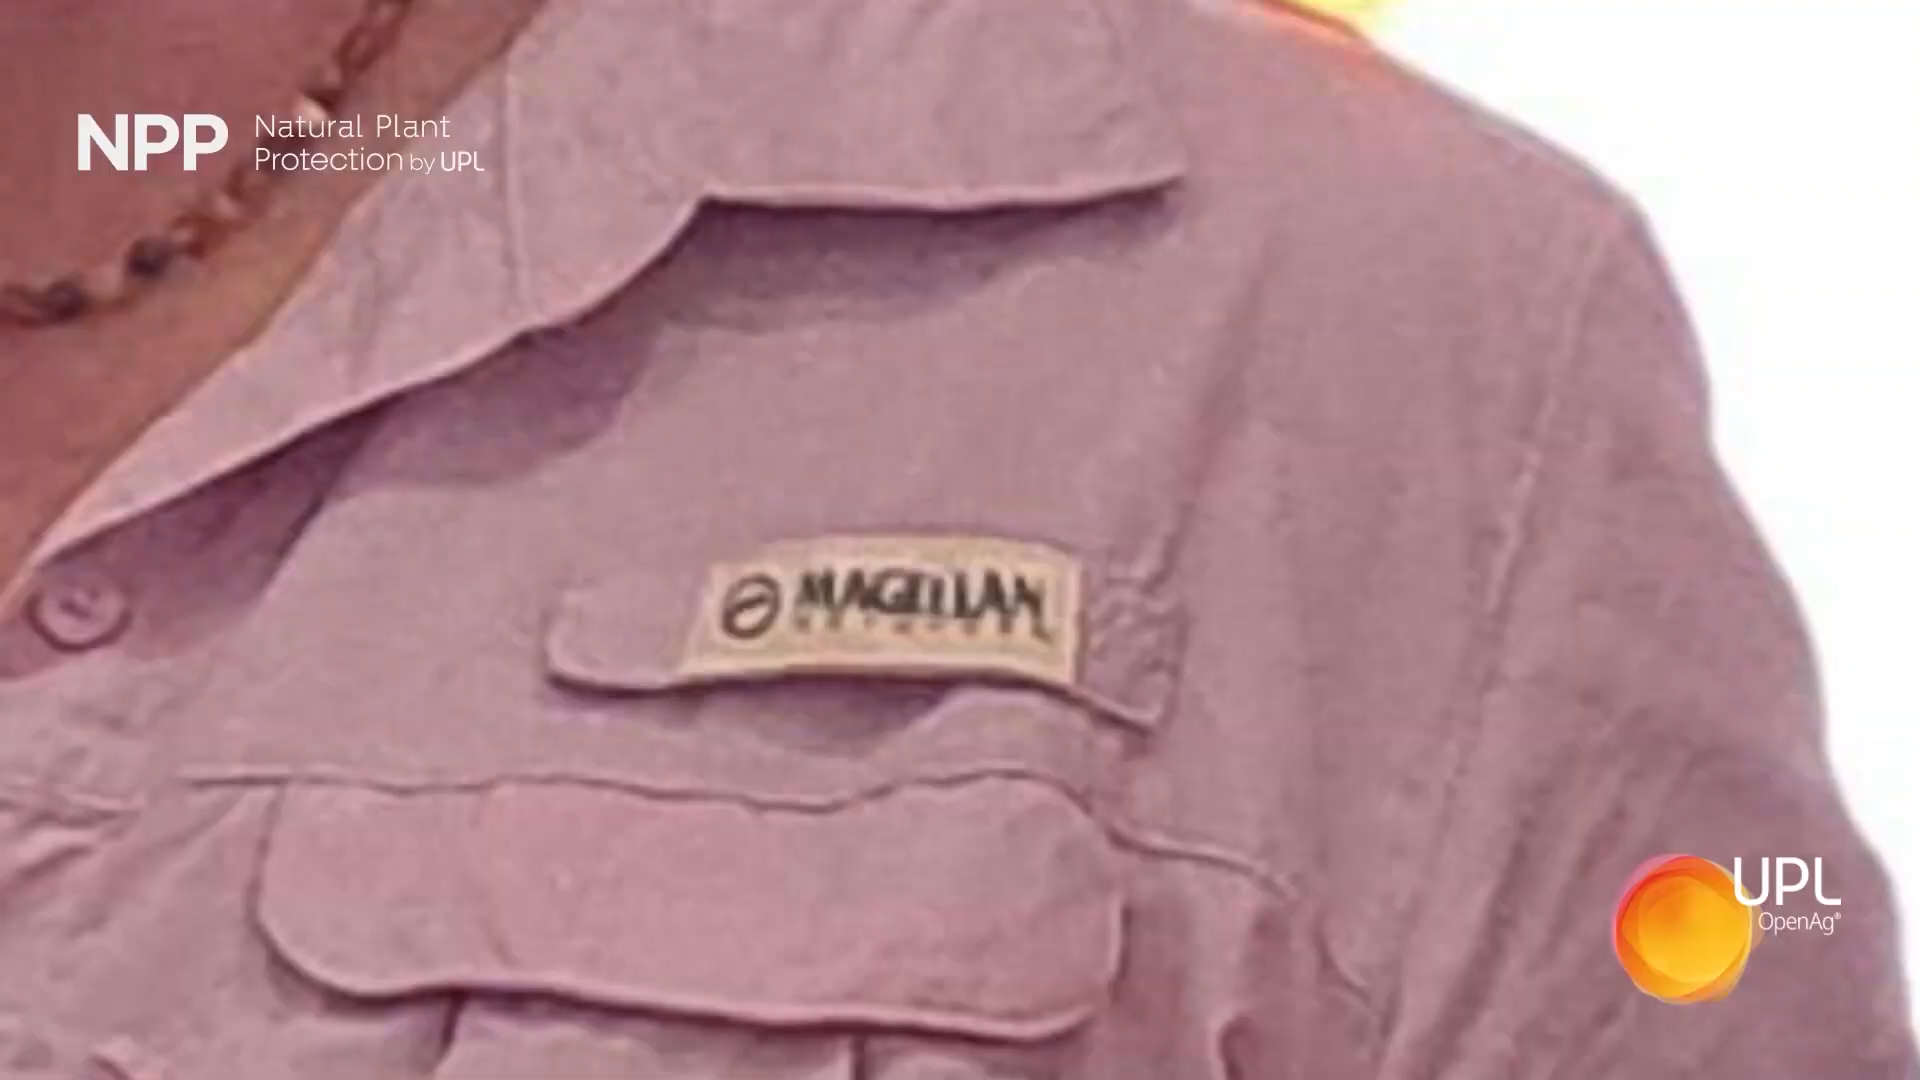 NPP
Natural Plant
Protection by UPL
MAGELLAN
UPL
OpenAg®